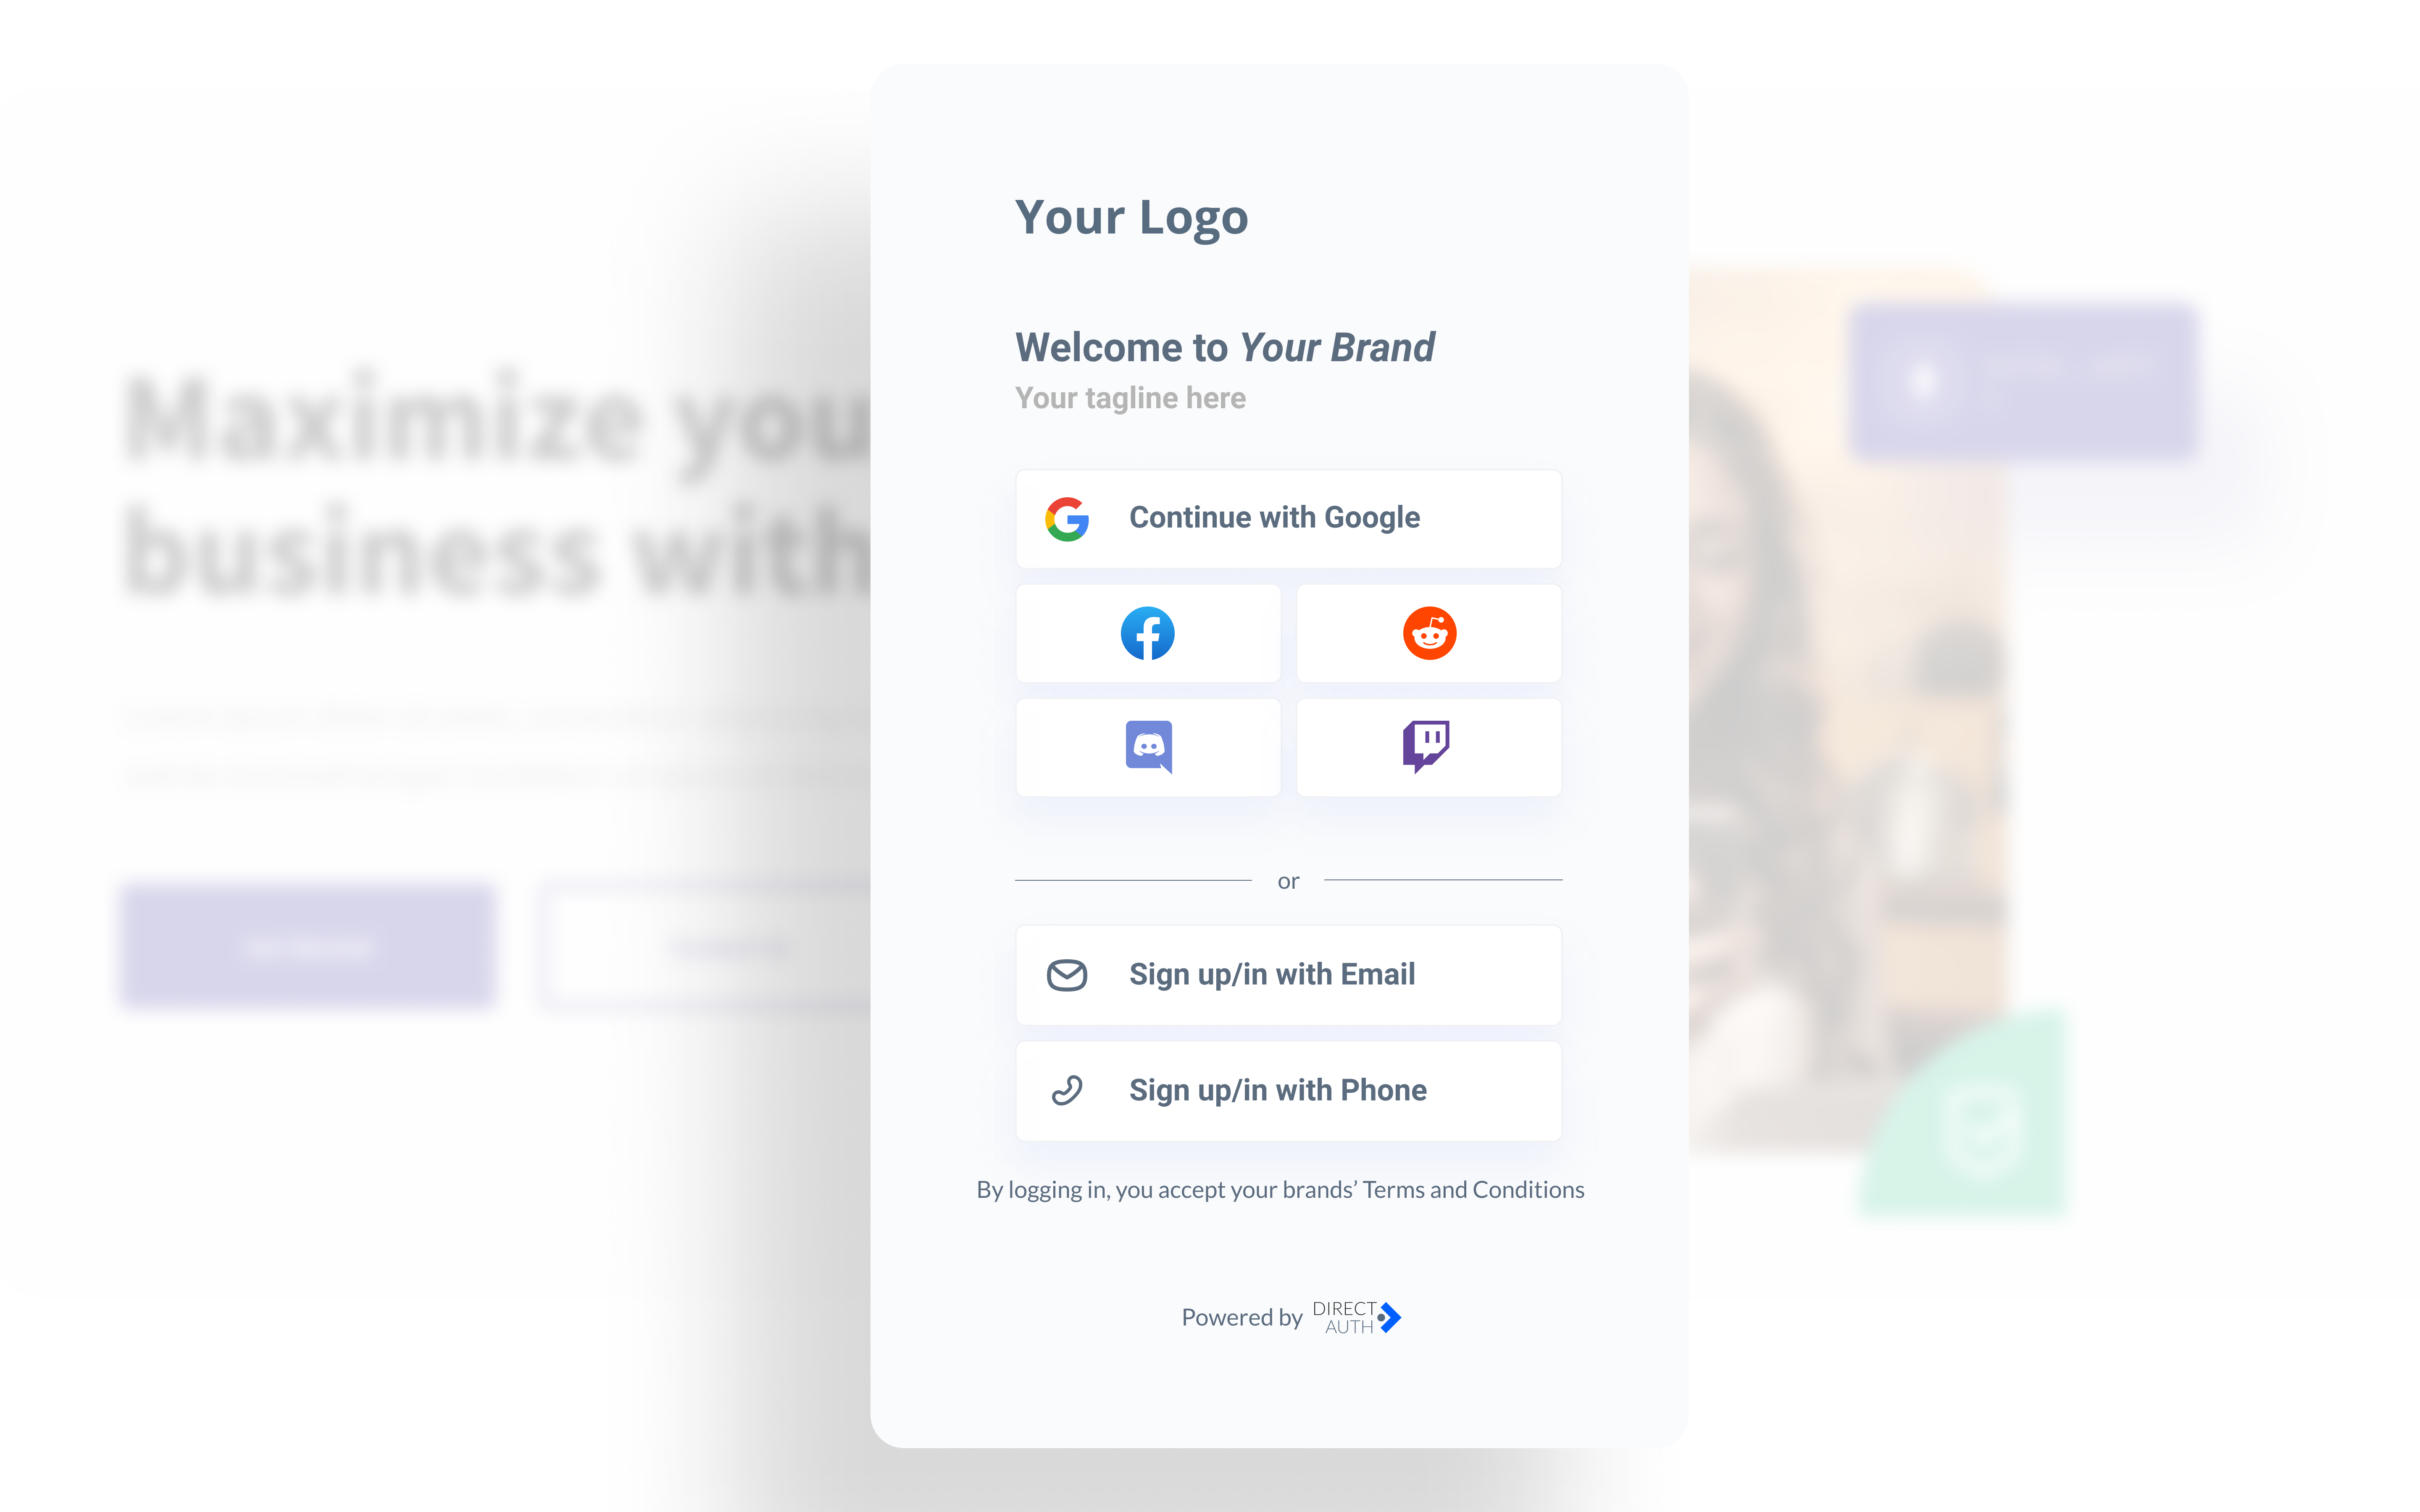 Your Logo
Welcome to Your Brand
Your tagline here
Continue with Google
or
Sign up/in with Email
Sign up/in with Phone
By logging in, you accept your brands’ Terms and Conditions
Powered by DIRECT
AUTH
Maximize you
business with